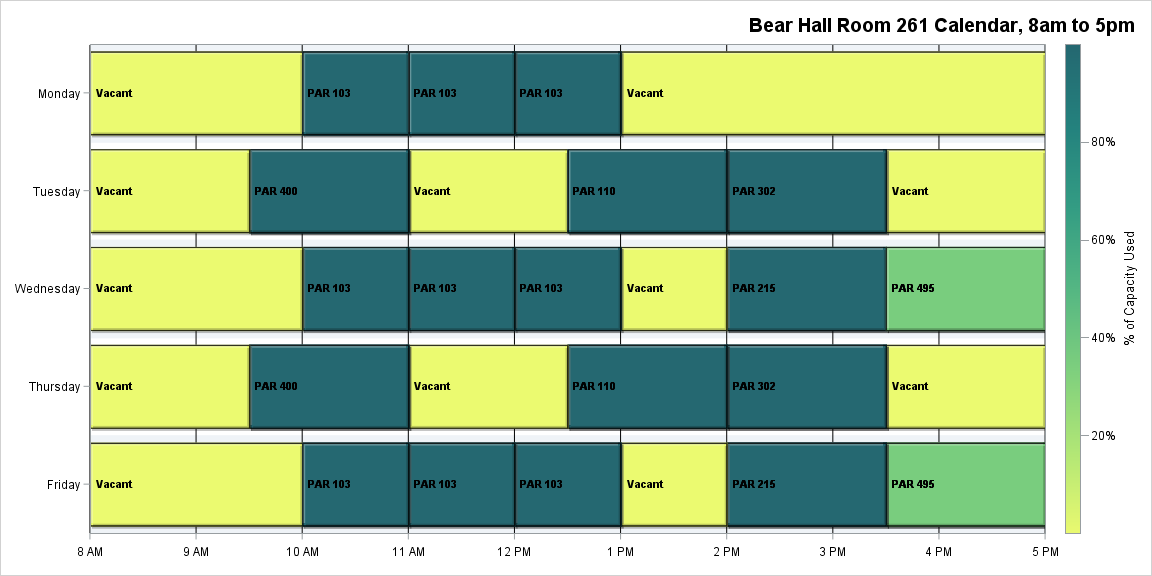 Bear Hall Room 261 Calendar, 8am to 5pm
Monday Vacant PAR 103 PAR 103 PAR 103 Vacant
80%
Tuesday Vacant PAR 400 Vacant PAR 110 PAR 302 Vacant
60%
% of Capacity Used
Wednesday Vacant PAR 103 PAR 103 PAR 103 Vacant PAR 215 PAR 495
40%
Thursday Vacant PAR 400 Vacant PAR 110 PAR 302 Vacant
20%
Friday Vacant PAR 103 PAR 103 PAR 103 Vacant PAR 215 PAR 495
8 AM 9 AM 10 AM 11 AM 12 PM 1 PM 2 PM 3 PM 4 PM 5 PM